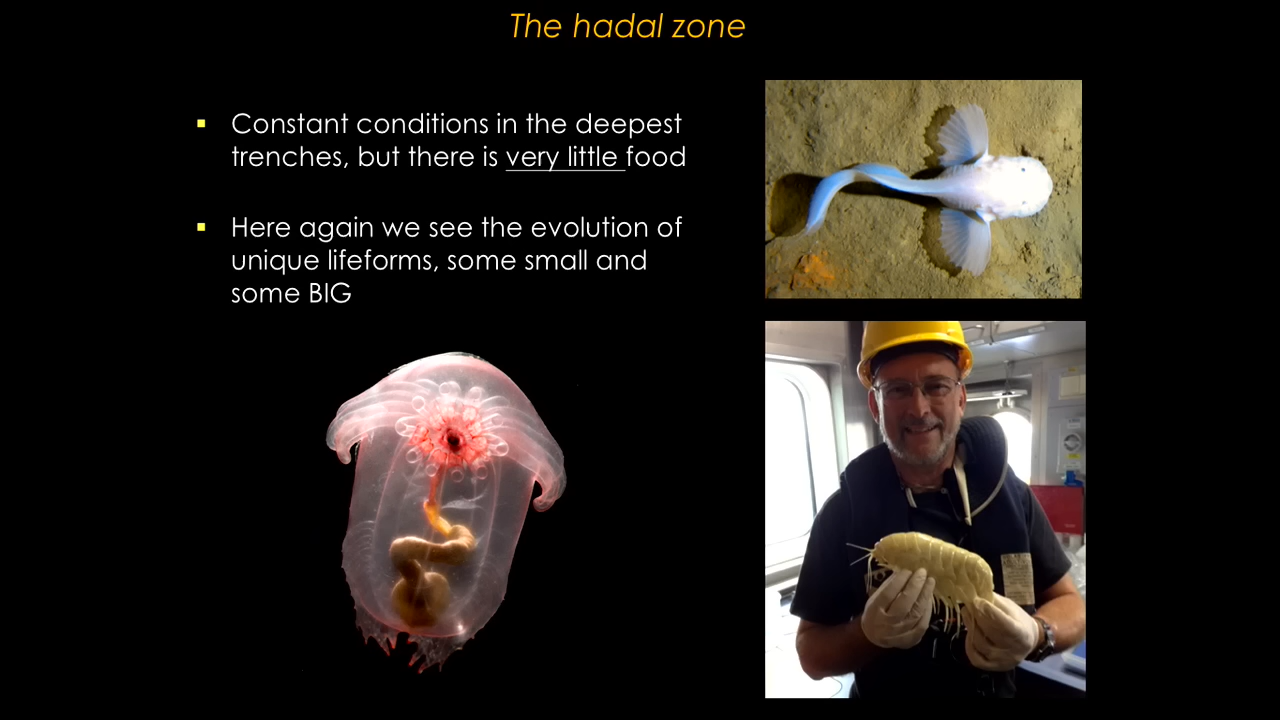 The hadal zone
Constant conditions in the deepest
trenches, but there is very little food
Here again we see the evolution of
unique lifeforms, some small and
some BIG